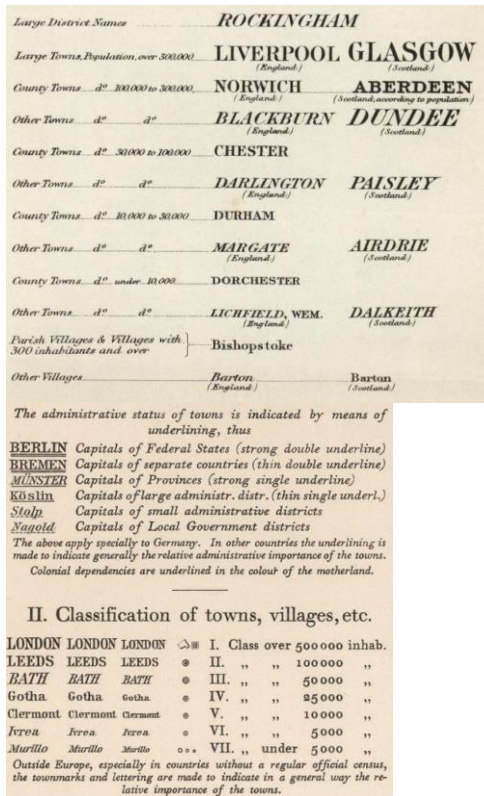 Large District Names ROCKINGHAM
Large Towns, Population, over 300,000 LIVERPOOL GLASGOW
(England.) (Scotland.)
County Towns dº 100,000 to 300,000 NORWICH ABERDEEN
(England.) (Scotland, according to population)
Other Towns dº dº BLACKBURN DUNDEE
(England.) (Scotland.)
County Towns dº 30,000 to 100,000 CHESTER
Other Towns dº dº DARLINGTON PAISLEY
(England.) (Scotland.)
County Towns dº 10,000 to 30,000 DURHAM
Other Towns dº dº MARGATE AIRDRIE
(England.) (Scotland.)
County Towns dº under 10,000 DORCHESTER
Other Towns dº dº LICHFIELD, WEM. DALKEITH
(England.) (Scotland.)
Parish Villages & Villages with
300 inhabitants and over } Bishopstoke
Other Villages Barton Barton
(England.) (Scotland.)
The administrative status of towns is indicated by means of
underlining, thus
BERLIN Capitals of Federal States (strong double underline)
BREMEN Capitals of separate countries (thin double underline)
MÜNSTER Capitals of Provinces (strong single underline)
Köslin Capitals of large administr. distr. (thin single underl.)
Stolp Capitals of small administrative districts
Nagold Capitals of Local Government districts
The above apply specially to Germany. In other countries the underlining is
made to indicate generally the relative administrative importance of the towns.
Colonial dependencies are underlined in the colour of the motherland.
II. Classification of towns, villages, etc.
LONDON LONDON LONDON I. Class over 500000 inhab.
LEEDS LEEDS LEEDS II. „ „ 100000 „
BATH BATH BATH III. „ „ 50000 „
Gotha Gotha Gotha IV. „ „ 25000 „
Clermont Clermont Clermont V. „ „ 10000 „
Ivrea Ivrea Ivrea VI. „ „ 5000 „
Murillo Murillo Murillo VII. „ under 5000 „
Outside Europe, especially in countries without a regular official census,
the townmarks and lettering are made to indicate in a general way the re-
lative importance of the towns.